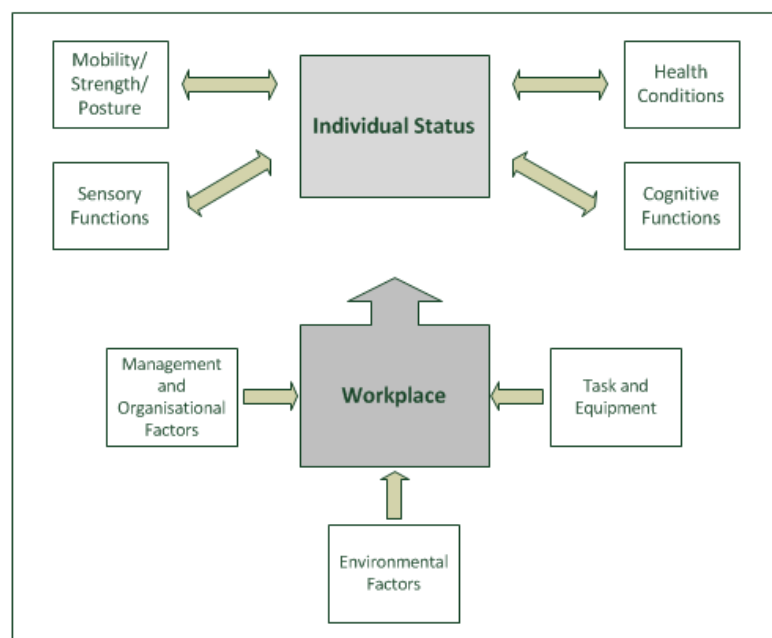 Mobility/
Strength/
Posture
Individual Status
Health
Conditions
Sensory
Functions
Cognitive
Functions
Management
and
Organisational
Factors
Workplace
Task and
Equipment
Environmental
Factors